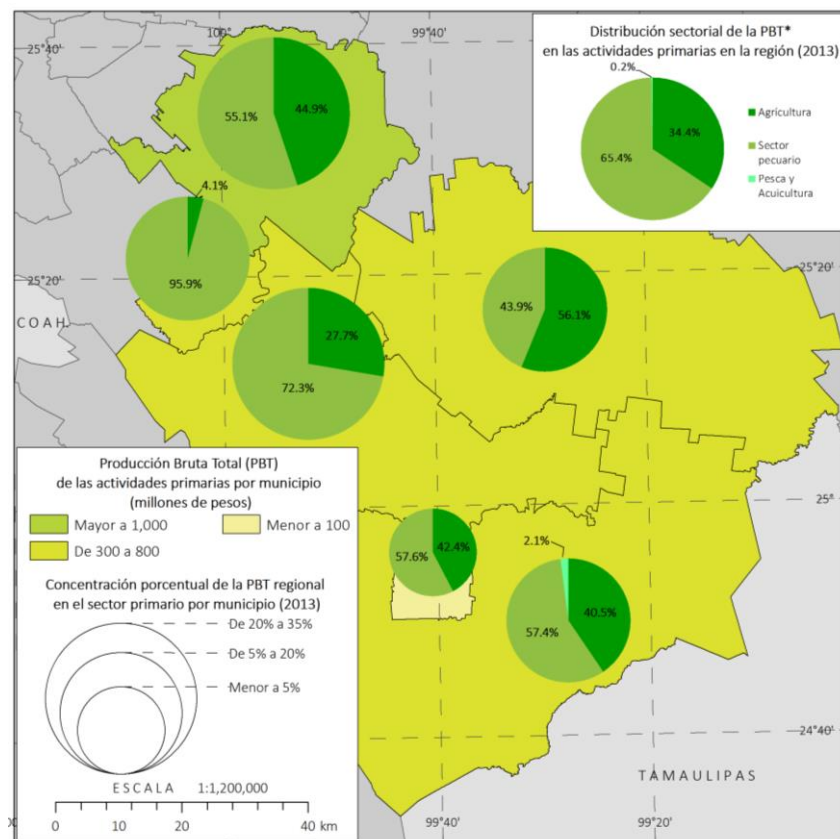 100°
99°40'
25°40'
Distribución sectorial de la PBT*
en las actividades primarias en la región (2013)
0.2%
34.4%
65.4%
Agricultura
Sector
pecuario
Pesca y
Acuicultura
55.1%
44.9%
4.1%
95.9%
25°20'
25°20'
COAH.
43.9%
56.1%
27.7%
72.3%
Producción Bruta Total (PBT)
de las actividades primarias por municipio
(millones de pesos)
Mayor a 1,000
Menor a 100
De 300 a 800
25°
57.6%
42.4%
2.1%
40.5%
57.4%
Concentración porcentual de la PBT regional
en el sector primario por municipio (2013)
De 20% a 35%
De 5% a 20%
Menor a 5%
24°40'
TAMAULIPAS
ESCALA 1:1,200,000
0 10 20 40 km
99°40'
99°20'